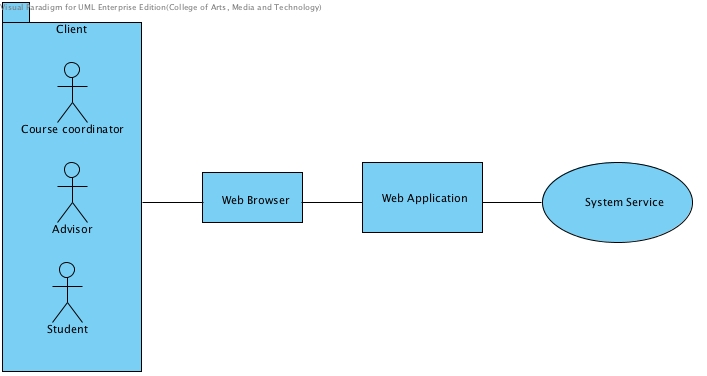 Visual Paradigm for UML Enterprise Edition(College of Arts, Media and Technology)
Client
Course coordinator
Advisor
Student
Web Browser
Web Application
System Service